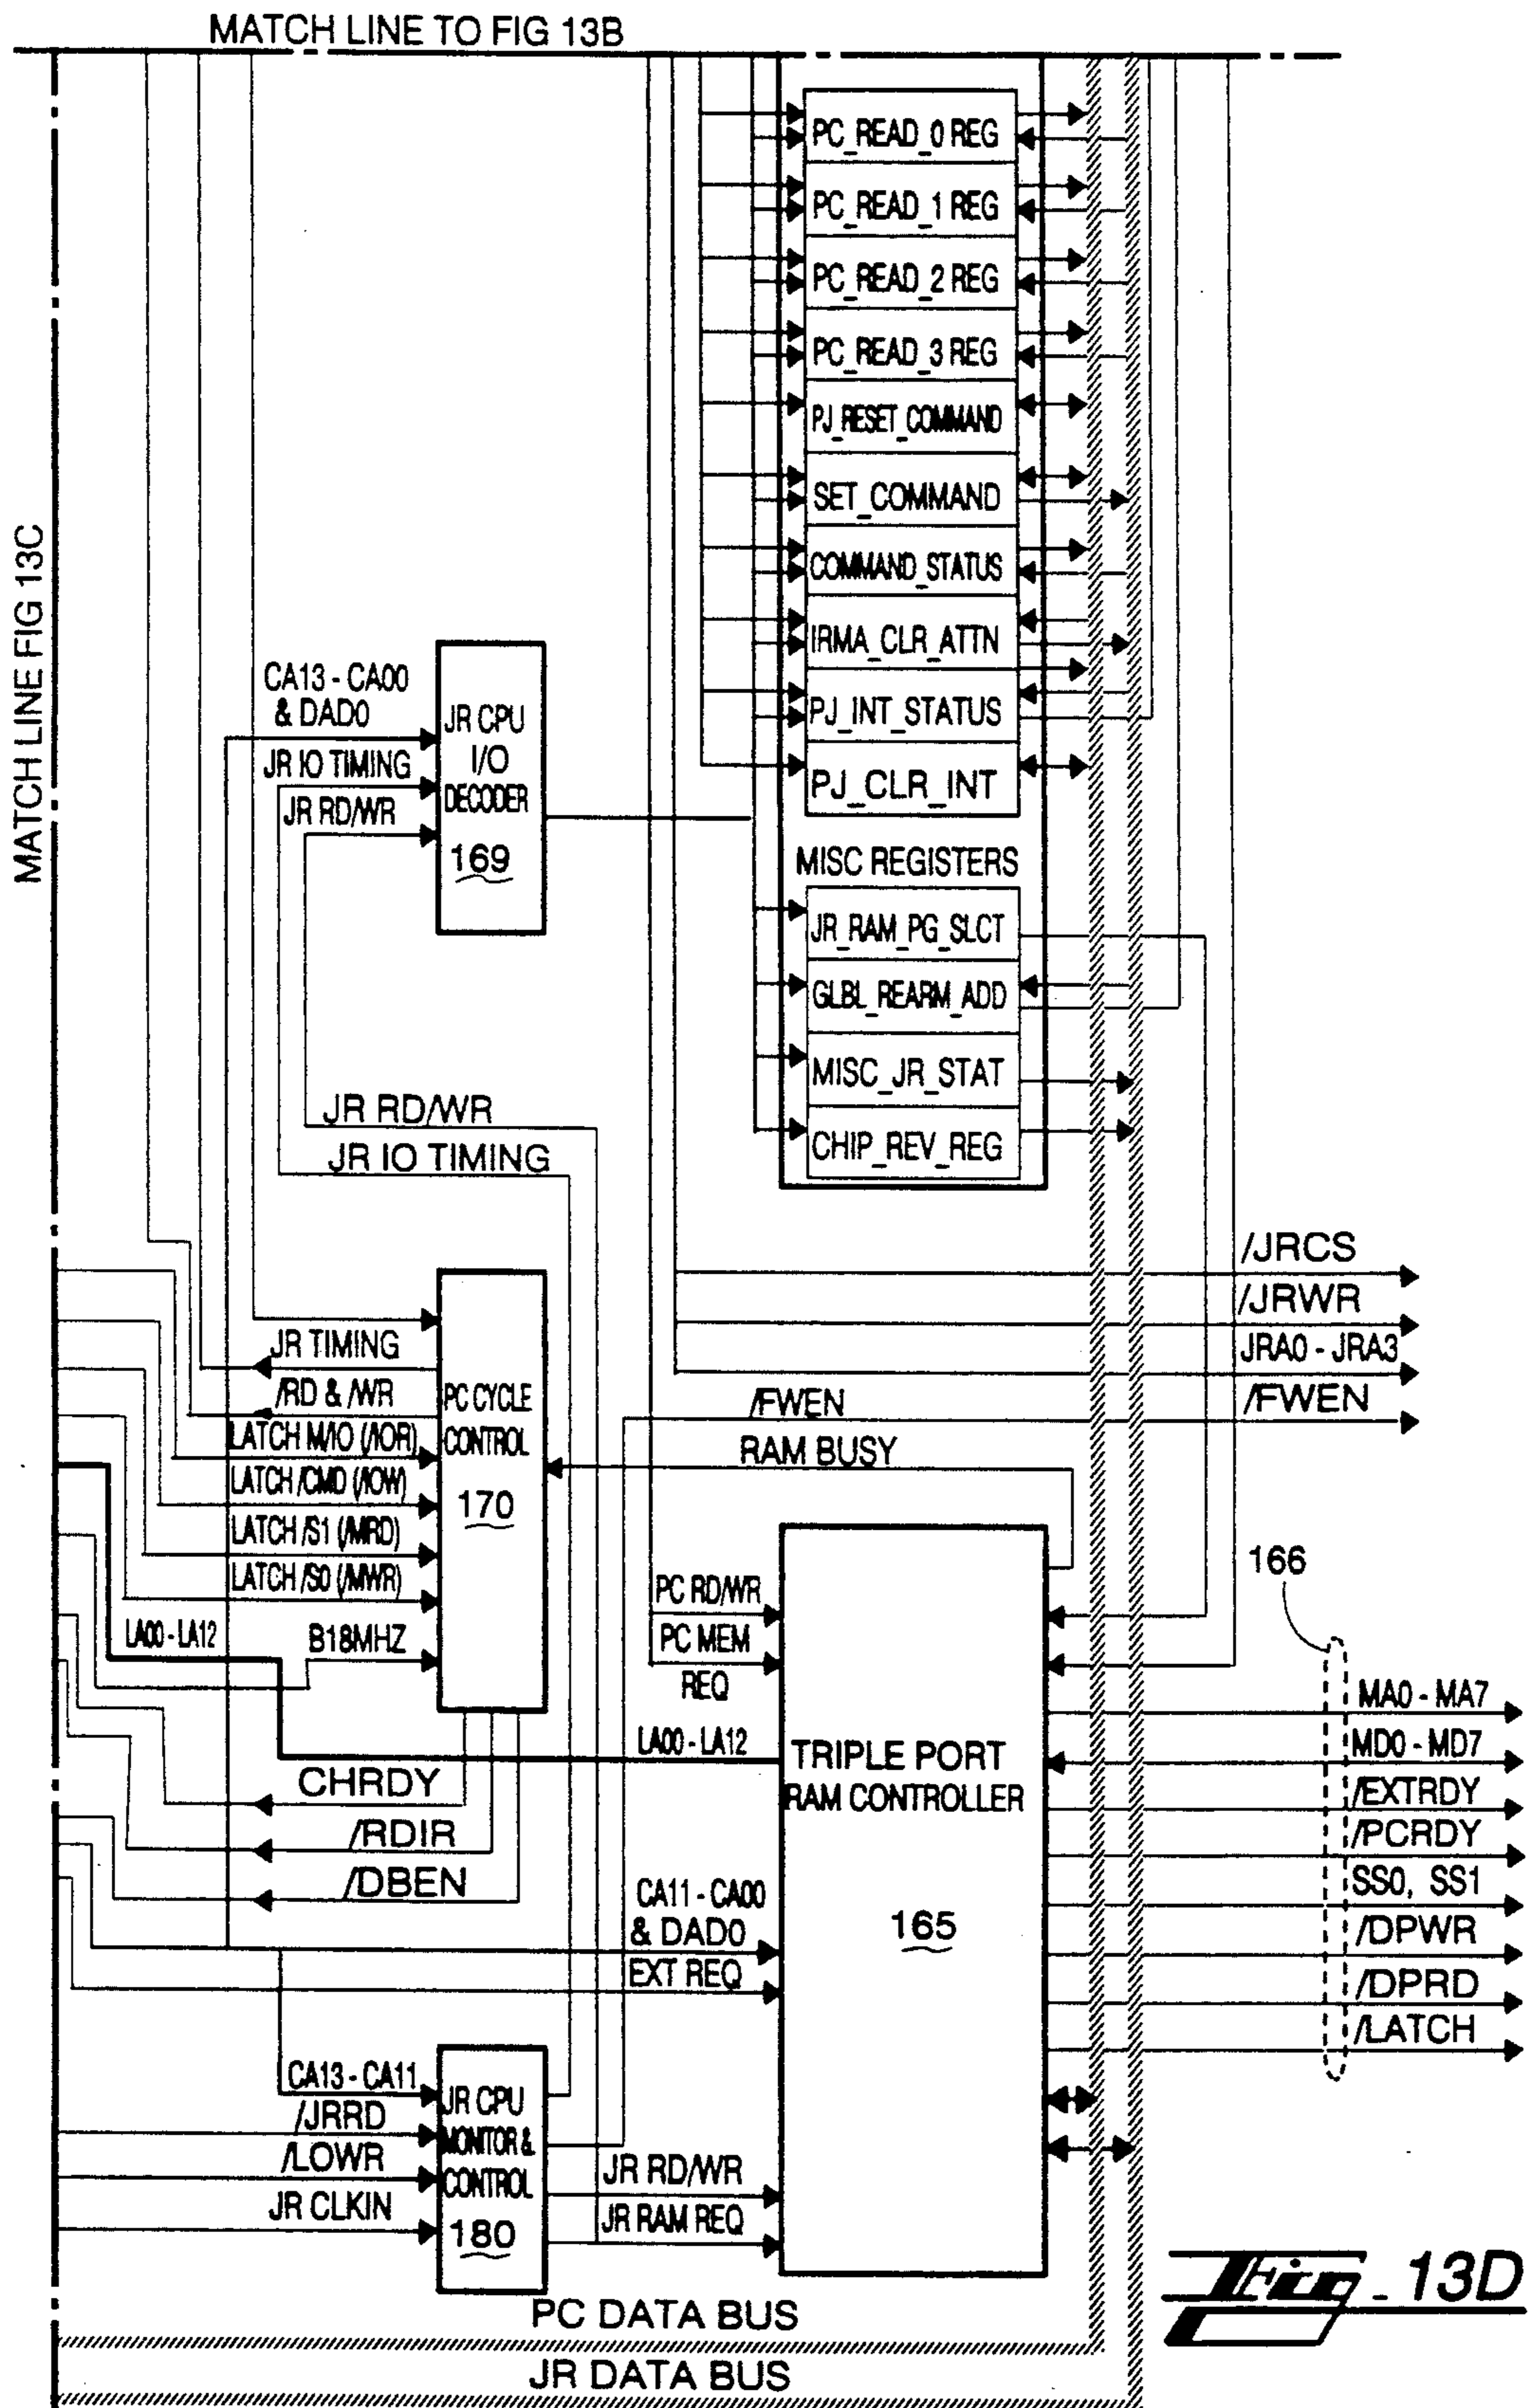 MATCH LINE TO FIG 13B
MATCH LINE FIG 13C
PC_READ_0 REG
PC_READ_1 REG
PC_READ_2 REG
PC_READ_3 REG
PJ_RESET_COMMAND
SET_COMMAND
COMMAND_STATUS
IRMA_CLR_ATTN
PJ_INT_STATUS
PJ_CLR_INT
MISC REGISTERS
JR_RAM_PG_SLCT
GLBL_REARM_ADD
MISC_JR_STAT
CHIP_REV_REG
CA13 - CA00
& DAD0
JR IO TIMING
JR RD/WR
JR CPU
I/O
DECODER
169
JR RD/WR
JR IO TIMING
/JRCS
/JRWR
JRA0 - JRA3
/FWEN
/FWEN
RAM BUSY
JR TIMING
/RD & /WR
LATCH M/IO (/IOR)
LATCH /CMD (/IOW)
LATCH /S1 (/MRD)
LATCH /S0 (/MWR)
LA00 - LA12
B18MHZ
PC CYCLE
CONTROL
170
PC RD/WR
PC MEM
REQ
LA00 - LA12
CHRDY
/RDIR
/DBEN
CA11 - CA00
& DAD0
EXT REQ
TRIPLE PORT
RAM CONTROLLER
165
166
MA0 - MA7
MD0 - MD7
/EXTRDY
/PCRDY
SS0, SS1
/DPWR
/DPRD
/LATCH
CA13 - CA11
/JRRD
/LOWR
JR CLKIN
JR CPU
MONITOR &
CONTROL
180
JR RD/WR
JR RAM REQ
PC DATA BUS
JR DATA BUS
Fig - 13D